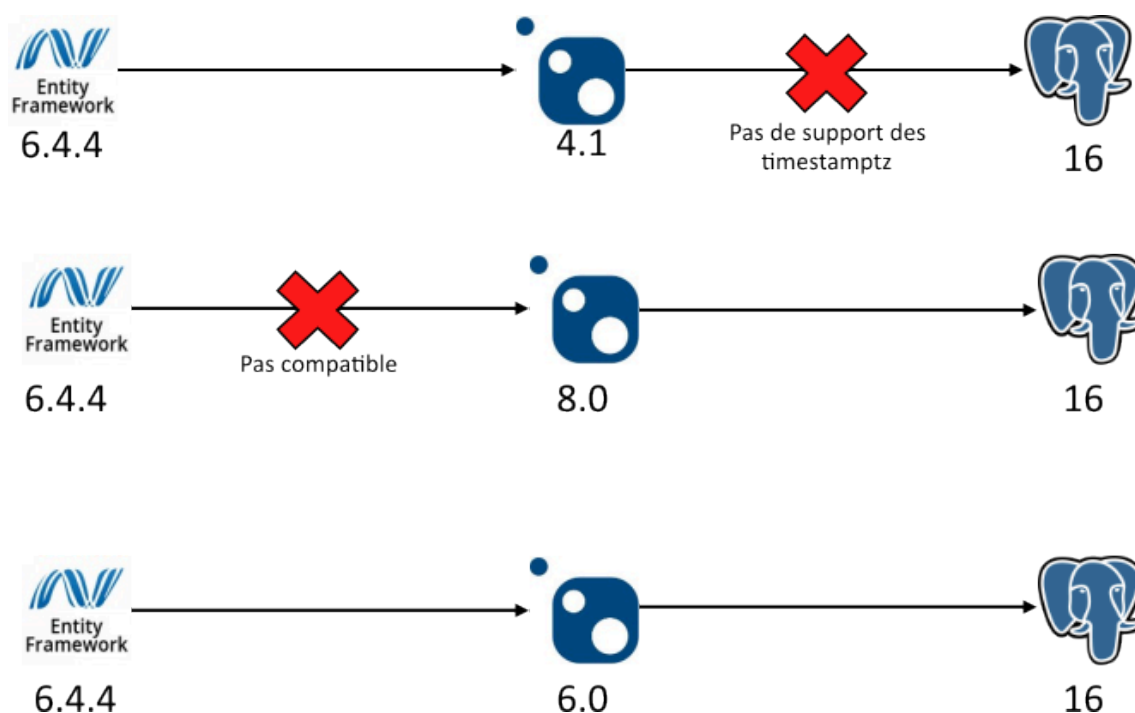 Entity
Framework
6.4.4
4.1
Pas de support des
timestamptz
16
Entity
Framework
6.4.4
Pas compatible
8.0
16
Entity
Framework
6.4.4
6.0
16